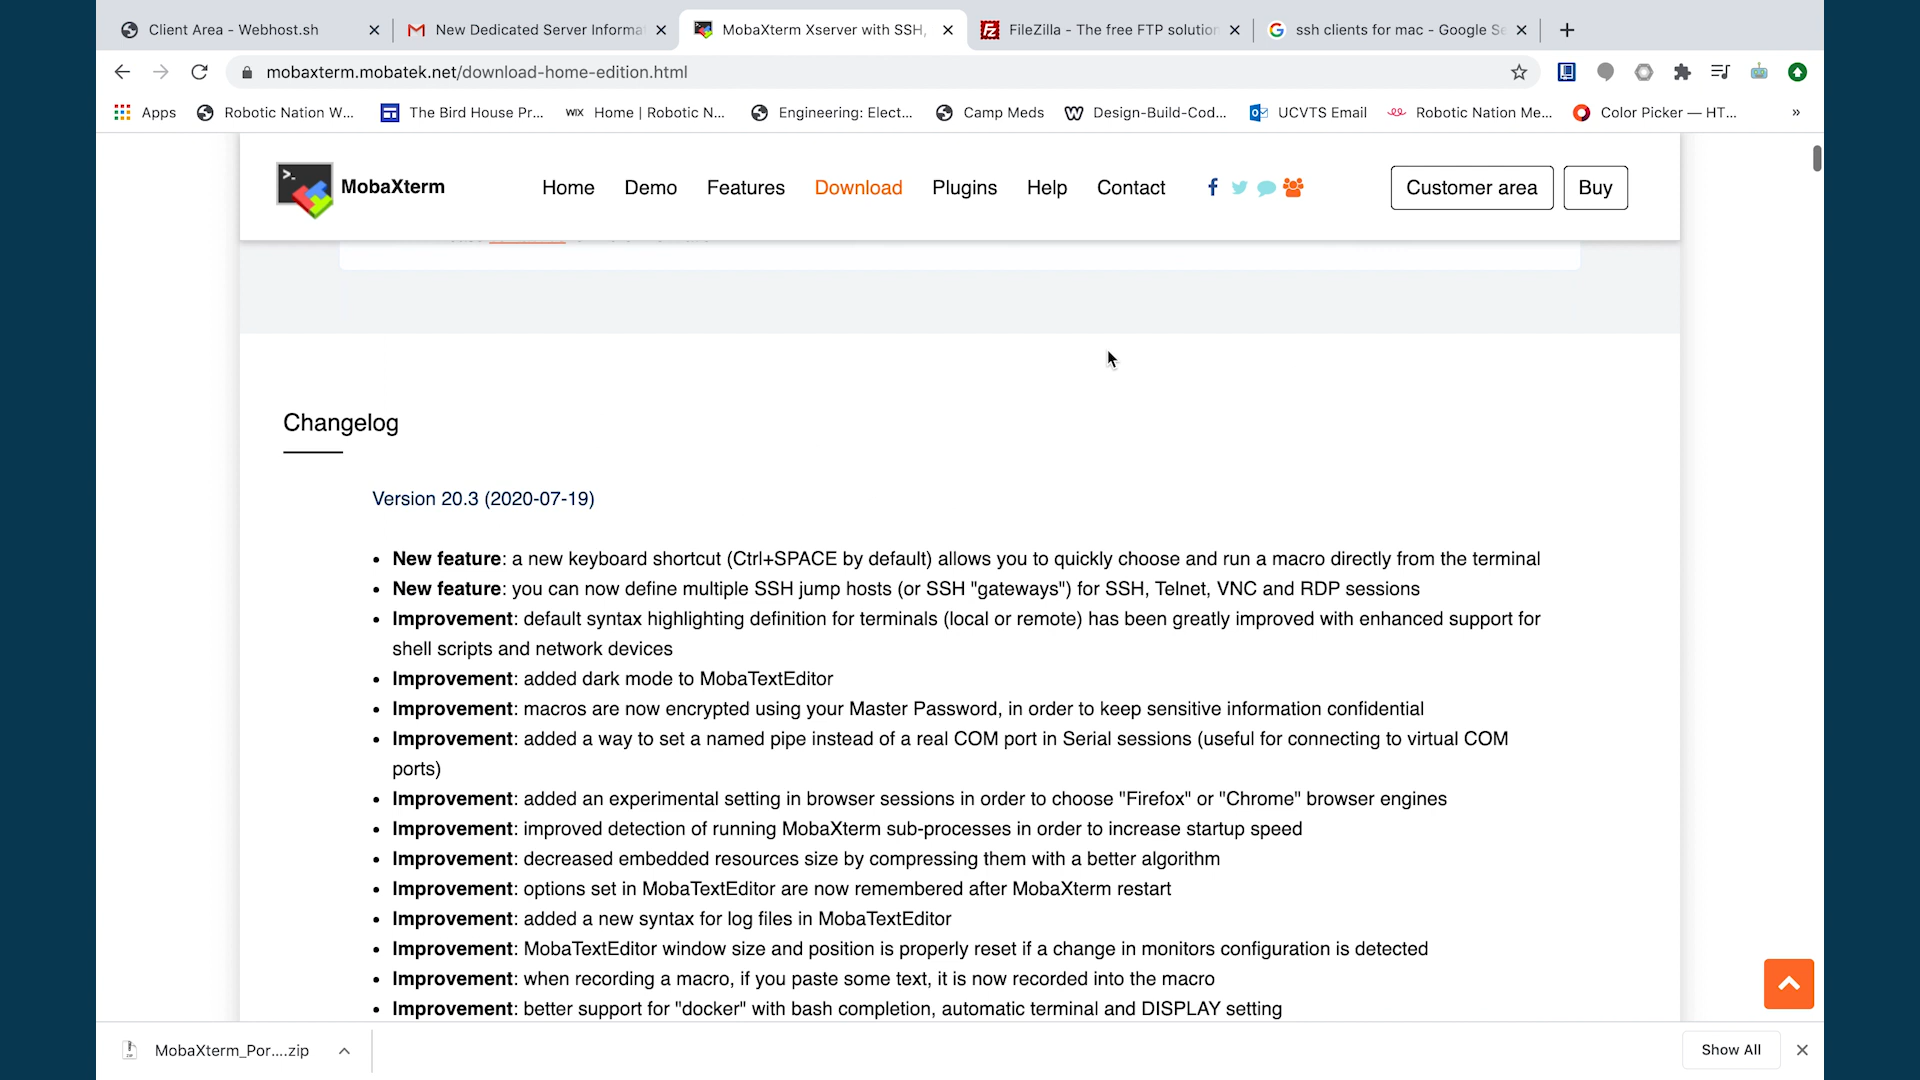 Client Area - Webhost.sh
New Dedicated Server Informa
MobaXterm Xserver with SSH,
FileZilla - The free FTP solution
ssh clients for mac - Google Se
mobaxterm.mobatek.net/download-home-edition.html
Apps
Robotic Nation W...
The Bird House Pr...
WiX
Home | Robotic N...
Engineering: Elect...
Camp Meds
Design-Build-Cod...
UCVTS Email
Robotic Nation Me...
Color Picker — HT...
»
MobaXterm
Home
Demo
Features
Download
Plugins
Help
Contact
Customer area
Buy
Changelog
Version 20.3 (2020-07-19)
• New feature: a new keyboard shortcut (Ctrl+SPACE by default) allows you to quickly choose and run a macro directly from the terminal
• New feature: you can now define multiple SSH jump hosts (or SSH "gateways") for SSH, Telnet, VNC and RDP sessions
• Improvement: default syntax highlighting definition for terminals (local or remote) has been greatly improved with enhanced support for
shell scripts and network devices
• Improvement: added dark mode to MobaTextEditor
• Improvement: macros are now encrypted using your Master Password, in order to keep sensitive information confidential
• Improvement: added a way to set a named pipe instead of a real COM port in Serial sessions (useful for connecting to virtual COM
ports)
• Improvement: added an experimental setting in browser sessions in order to choose "Firefox" or "Chrome" browser engines
• Improvement: improved detection of running MobaXterm sub-processes in order to increase startup speed
• Improvement: decreased embedded resources size by compressing them with a better algorithm
• Improvement: options set in MobaTextEditor are now remembered after MobaXterm restart
• Improvement: added a new syntax for log files in MobaTextEditor
• Improvement: MobaTextEditor window size and position is properly reset if a change in monitors configuration is detected
• Improvement: when recording a macro, if you paste some text, it is now recorded into the macro
• Improvement: better support for "docker" with bash completion, automatic terminal and DISPLAY setting
MobaXterm_Por....zip
Show All